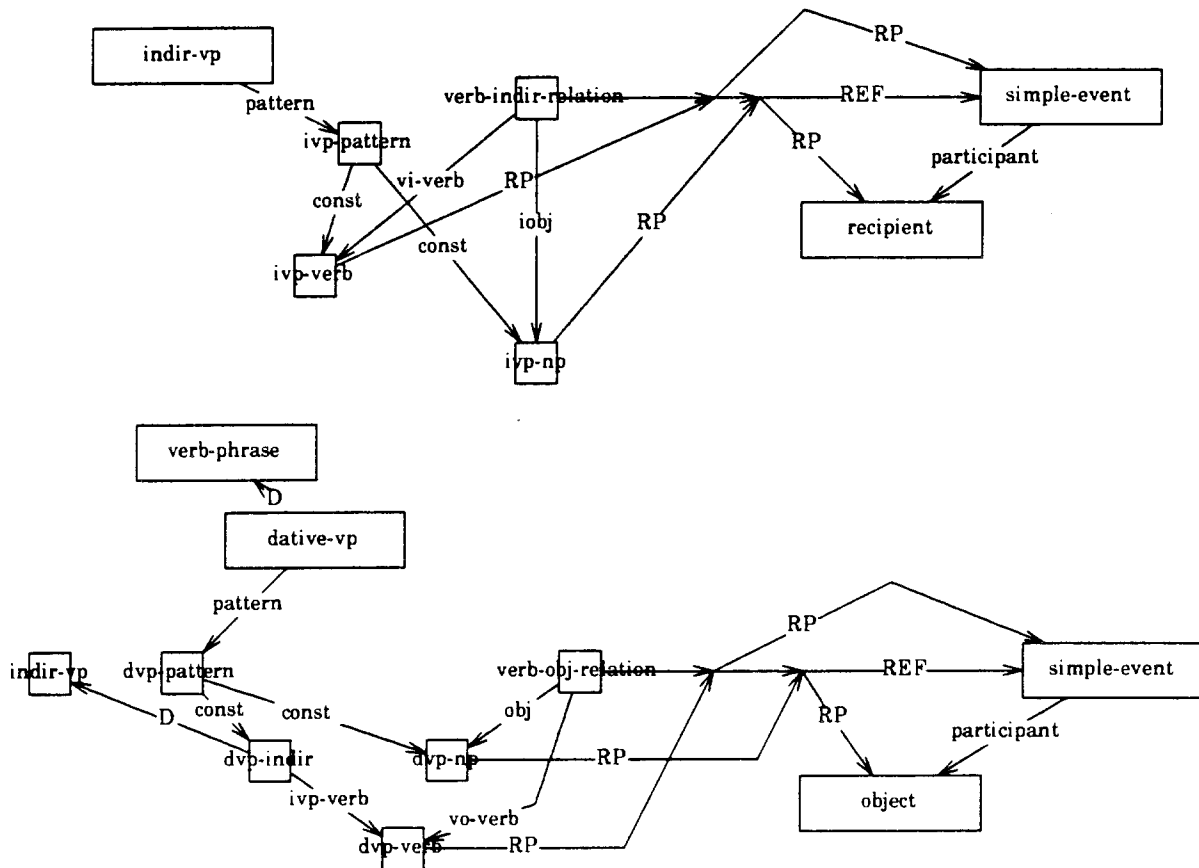 RP
indir-vp
pattern
verb-indir-relation
REF
simple-event
ivp-pattern
RP
participant
vi-verb
RP
const
iobj
RP
recipient
const
ivp-verb
ivp-np
verb-phrase
D
dative-vp
pattern
RP
indir-vp
dvp-pattern
verb-obj-relation
REF
simple-event
const
const
obj
D
RP
participant
dvp-indir
dvp-np
RP
ivp-verb
vo-verb
object
dvp-verb
RP